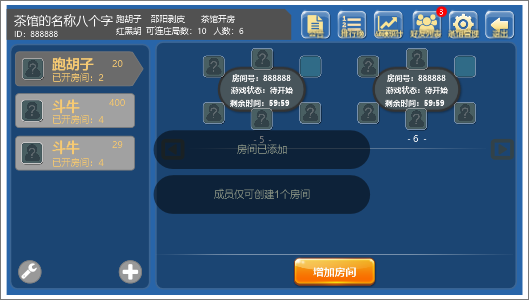 茶馆的名称八个字
ID：888888
跑胡子 邵阳剥皮 茶馆开房
红黑胡 可连庄局数：10 人数：6
3
跑胡子 20
已开房间：2
斗牛 400
已开房间：4
斗牛 29
已开房间：4
房间号：888888
游戏状态：待开始
剩余时间：59:59
- 5 -
房间号：888888
游戏状态：待开始
剩余时间：59:59
- 6 -
房间已添加
成员仅可创建1个房间
增加房间